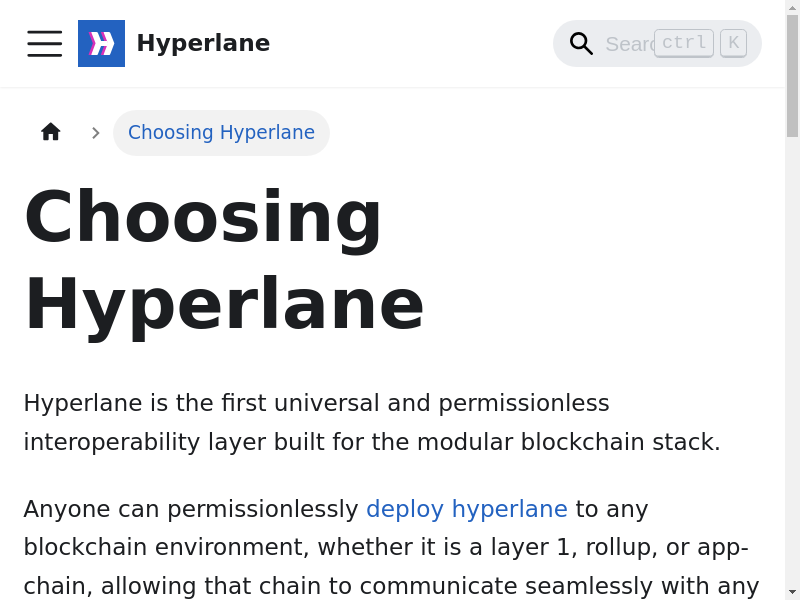 Hyperlane
ctrl K
Choosing Hyperlane
Choosing
Hyperlane
Hyperlane is the first universal and permissionless
interoperability layer built for the modular blockchain stack.
Anyone can permissionlessly deploy hyperlane to any
blockchain environment, whether it is a layer 1, rollup, or app-
chain, allowing that chain to communicate seamlessly with any